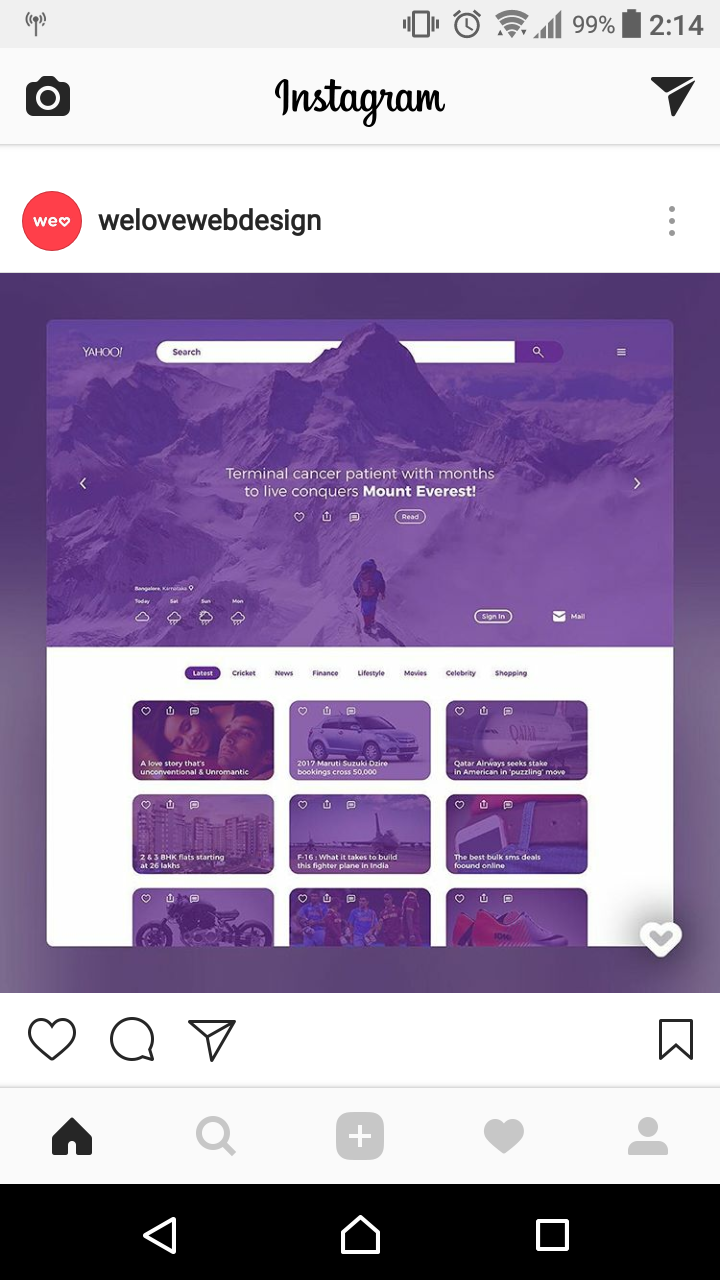 99% 2:14
Instagram
we
welovewebdesign
YAHOO!
Search
Terminal cancer patient with months
to live conquers Mount Everest!
Read
Bangalore, Karnataka
Today Sat Sun Mon
Sign In
Mail
Latest Cricket News Finance Lifestyle Movies Celebrity Shopping
A love story that's
unconventional & Unromantic
2017 Maruti Suzuki Dzire
bookings cross 50,000
QATAR
Qatar Airways seeks stake
in American in 'puzzling' move
2 & 3 BHK flats starting
at 26 lakhs
F-16 : What it takes to build
this fighter plane in India
The best bulk sms deals
foound online